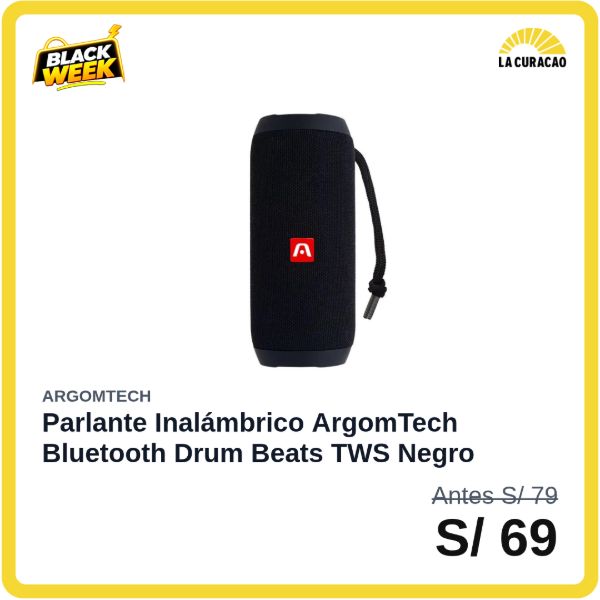 BLACK
WEEK
LA CURACAO
ARGOMTECH
Parlante Inalámbrico ArgomTech
Bluetooth Drum Beats TWS Negro
Antes S/ 79
S/ 69